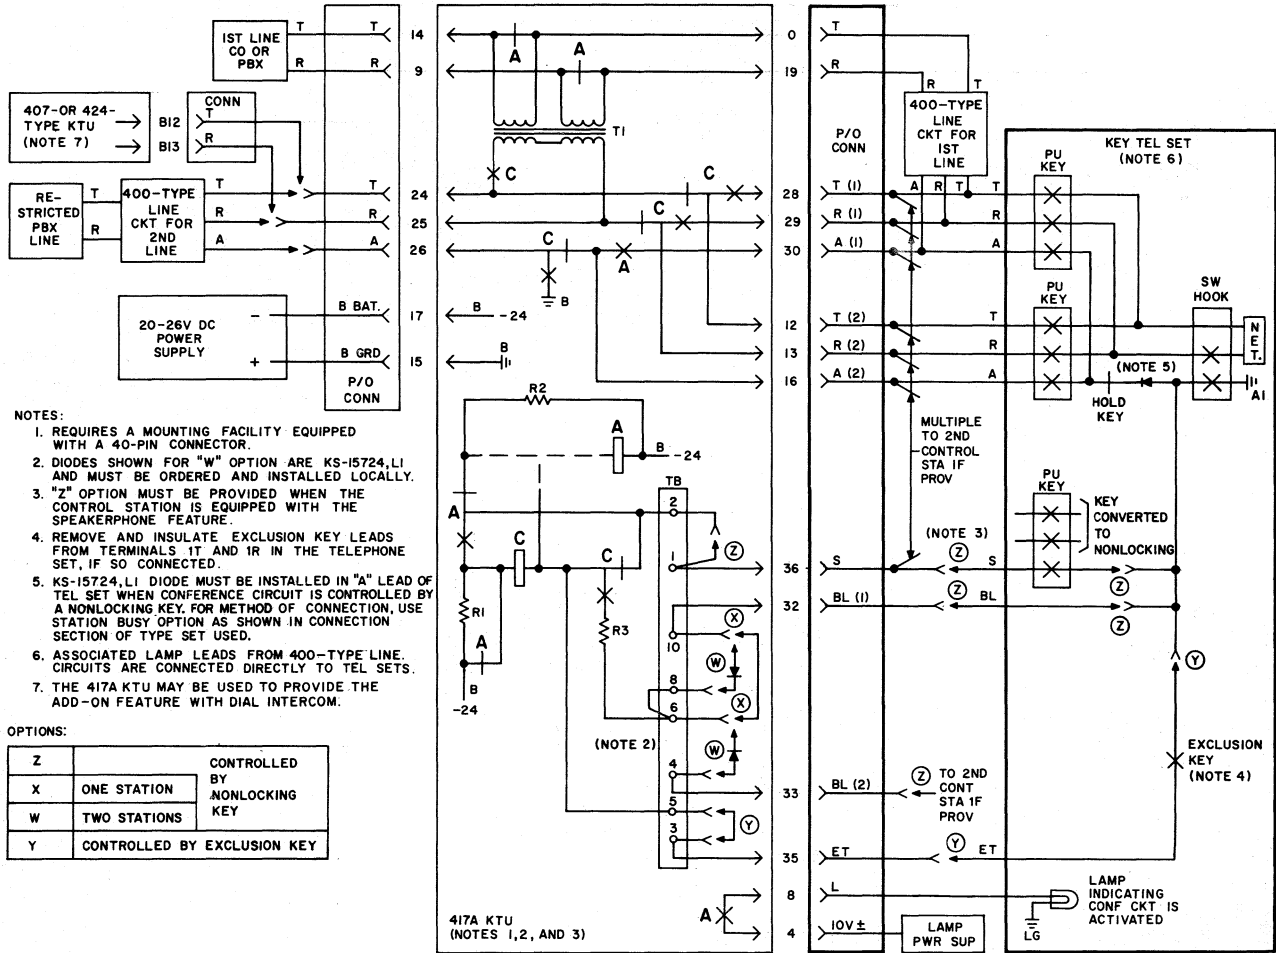 1ST LINE
CO OR
PBX
T
R
T
R
14
9
407-OR 424-
TYPE KTU
(NOTE 7)
B12
B13
CONN
T
R
RE-
STRICTED
PBX
LINE
T
R
400-TYPE
LINE
CKT FOR
2ND
LINE
T
R
A
T
R
A
24
25
26
20-26V DC
POWER
SUPPLY
-
+
B BAT.
B GRD
17
15
P/O
CONN
A
A
T1
C
C
C
C
A
B
B
-24
B
R2
A
B
-24
A
C
R1
A
B
-24
R3
TB
2
1
10
8
6
4
5
3
Z
X
W
X
W
Y
(NOTE 2)
A
417A KTU
(NOTES 1,2, AND 3)
0
19
28
29
30
12
13
16
36
32
33
35
8
4
T
R
P/O
CONN
T (1)
R (1)
A (1)
T (2)
R (2)
A (2)
S
BL (1)
BL (2)
ET
L
10V ±
R
T
400-TYPE
LINE
CKT FOR
1ST
LINE
A
R
T
MULTIPLE
TO 2ND
CONTROL
STA IF
PROV
(NOTE 3)
Z
S
Z
BL
Z
TO 2ND
CONT
STA IF
PROV
Y
ET
LAMP
PWR SUP
KEY TEL SET
(NOTE 6)
PU
KEY
T
R
A
PU
KEY
T
R
A
SW
HOOK
NET.
(NOTE 5)
HOLD
KEY
A1
PU
KEY
KEY
CONVERTED
TO
NONLOCKING
Z
Z
Y
EXCLUSION
KEY
(NOTE 4)
LAMP
INDICATING
CONF CKT IS
ACTIVATED
LG
NOTES:
1. REQUIRES A MOUNTING FACILITY EQUIPPED
WITH A 40-PIN CONNECTOR.
2. DIODES SHOWN FOR "W" OPTION ARE KS-15724,L1
AND MUST BE ORDERED AND INSTALLED LOCALLY.
3. "Z" OPTION MUST BE PROVIDED WHEN THE
CONTROL STATION IS EQUIPPED WITH THE
SPEAKERPHONE FEATURE.
4. REMOVE AND INSULATE EXCLUSION KEY LEADS
FROM TERMINALS 1T AND 1R IN THE TELEPHONE
SET, IF SO CONNECTED.
5. KS-15724,L1 DIODE MUST BE INSTALLED IN "A" LEAD OF
TEL SET WHEN CONFERENCE CIRCUIT IS CONTROLLED BY
A NONLOCKING KEY. FOR METHOD OF CONNECTION, USE
STATION BUSY OPTION AS SHOWN IN CONNECTION
SECTION OF TYPE SET USED.
6. ASSOCIATED LAMP LEADS FROM 400-TYPE LINE.
CIRCUITS ARE CONNECTED DIRECTLY TO TEL SETS.
7. THE 417A KTU MAY BE USED TO PROVIDE THE
ADD-ON FEATURE WITH DIAL INTERCOM.
OPTIONS:
Z
X
ONE STATION
W
TWO STATIONS
CONTROLLED
BY
NONLOCKING
KEY
Y
CONTROLLED BY EXCLUSION KEY